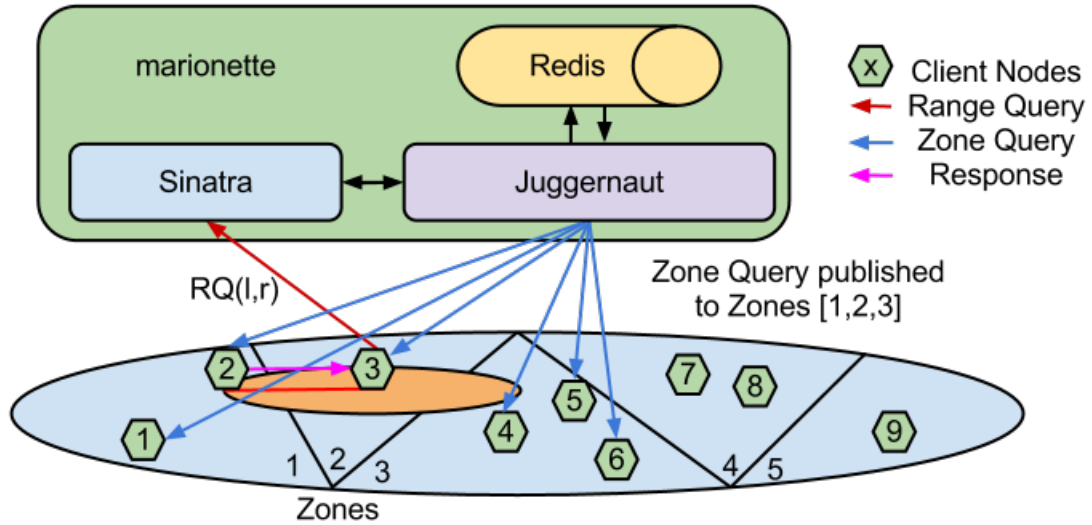 marionette
Redis
Sinatra
Juggernaut
x Client Nodes
Range Query
Zone Query
Response
RQ(l,r)
Zone Query published
to Zones [1,2,3]
2
3
7
8
5
1
4
9
6
1
2
3
4
5
Zones